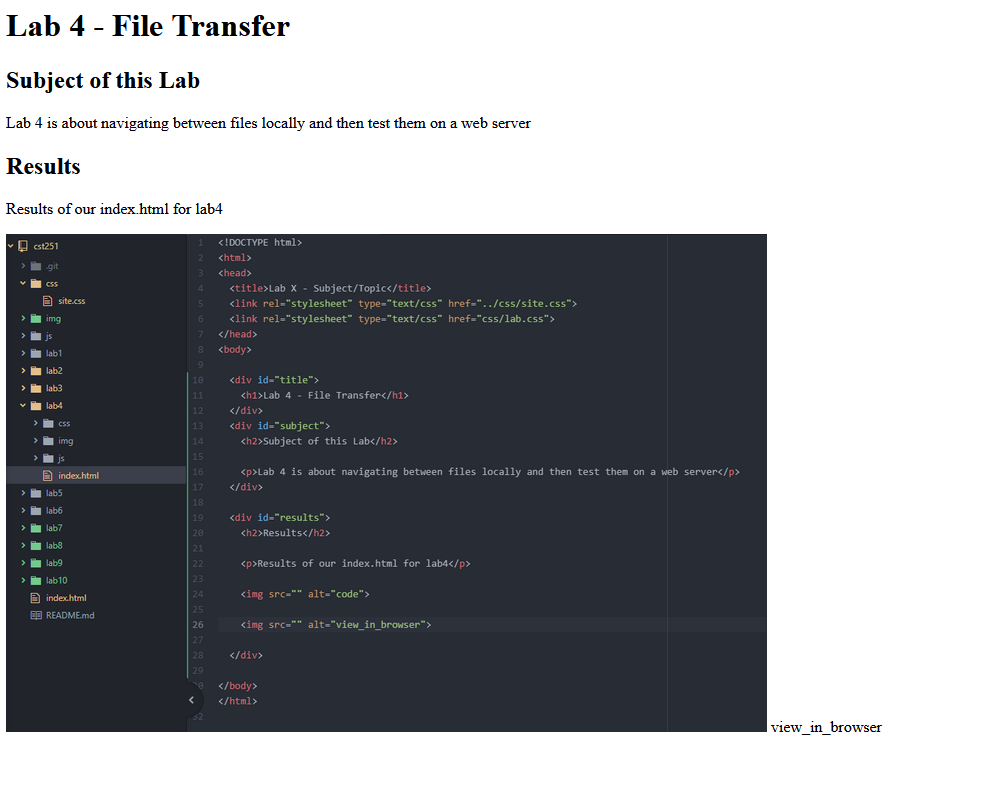 Lab 4 - File Transfer
Subject of this Lab
Lab 4 is about navigating between files locally and then test them on a web server
Results
Results of our index.html for lab4
cst251
.git
css
site.css
img
js
lab1
lab2
lab3
lab4
css
img
js
index.html
lab5
lab6
lab7
lab8
lab9
lab10
index.html
README.md
1 <!DOCTYPE html>
2 <html>
3 <head>
4 <title>Lab X - Subject/Topic</title>
5 <link rel="stylesheet" type="text/css" href="../css/site.css">
6 <link rel="stylesheet" type="text/css" href="css/lab.css">
7 </head>
8 <body>
9
10 <div id="title">
11 <h1>Lab 4 - File Transfer</h1>
12 </div>
13 <div id="subject">
14 <h2>Subject of this Lab</h2>
15
16 <p>Lab 4 is about navigating between files locally and then test them on a web server</p>
17 </div>
18
19 <div id="results">
20 <h2>Results</h2>
21
22 <p>Results of our index.html for lab4</p>
23
24 <img src="" alt="code">
25
26 <img src="" alt="view_in_browser">
27
28 </div>
29
</body>
</html>
32
view_in_browser